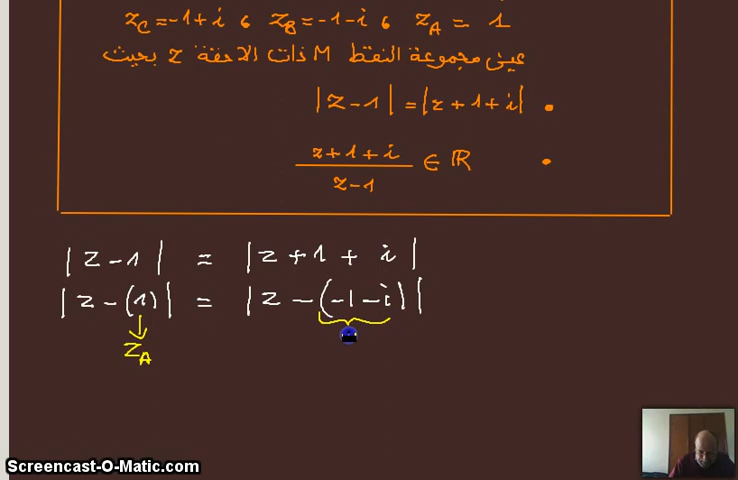 z_C=-1+i ، z_B=-1-i ، z_A = 1
عين مجموعة النقط M ذات الاحقة z بحيث
|z-1|=|z+1+i| •
z+1+i / z-1 ∈ ℝ •
|z-1| = |z+1+i|
|z-(1)| = |z-(-1-i)|
z_A
Screencast-O-Matic.com